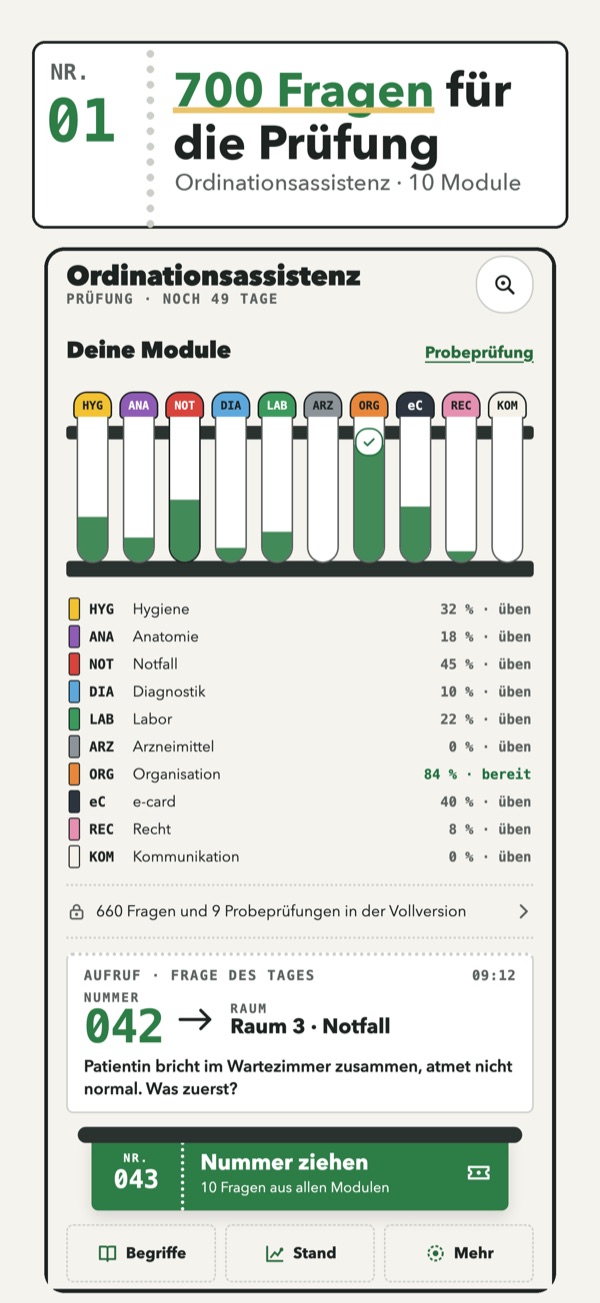 NR.
01
700 Fragen für
die Prüfung
Ordinationsassistenz · 10 Module
Ordinationsassistenz
PRÜFUNG · NOCH 49 TAGE
Deine Module
Probeprüfung
HYG ANA NOT DIA LAB ARZ ORG eC REC KOM
HYG Hygiene 32 % · üben
ANA Anatomie 18 % · üben
NOT Notfall 45 % · üben
DIA Diagnostik 10 % · üben
LAB Labor 22 % · üben
ARZ Arzneimittel 0 % · üben
ORG Organisation 84 % · bereit
eC e-card 40 % · üben
REC Recht 8 % · üben
KOM Kommunikation 0 % · üben
660 Fragen und 9 Probeprüfungen in der Vollversion
AUFRUF · FRAGE DES TAGES 09:12
NUMMER
042
RAUM
Raum 3 · Notfall
Patientin bricht im Wartezimmer zusammen, atmet nicht
normal. Was zuerst?
NR.
043
Nummer ziehen
10 Fragen aus allen Modulen
Begriffe Stand Mehr